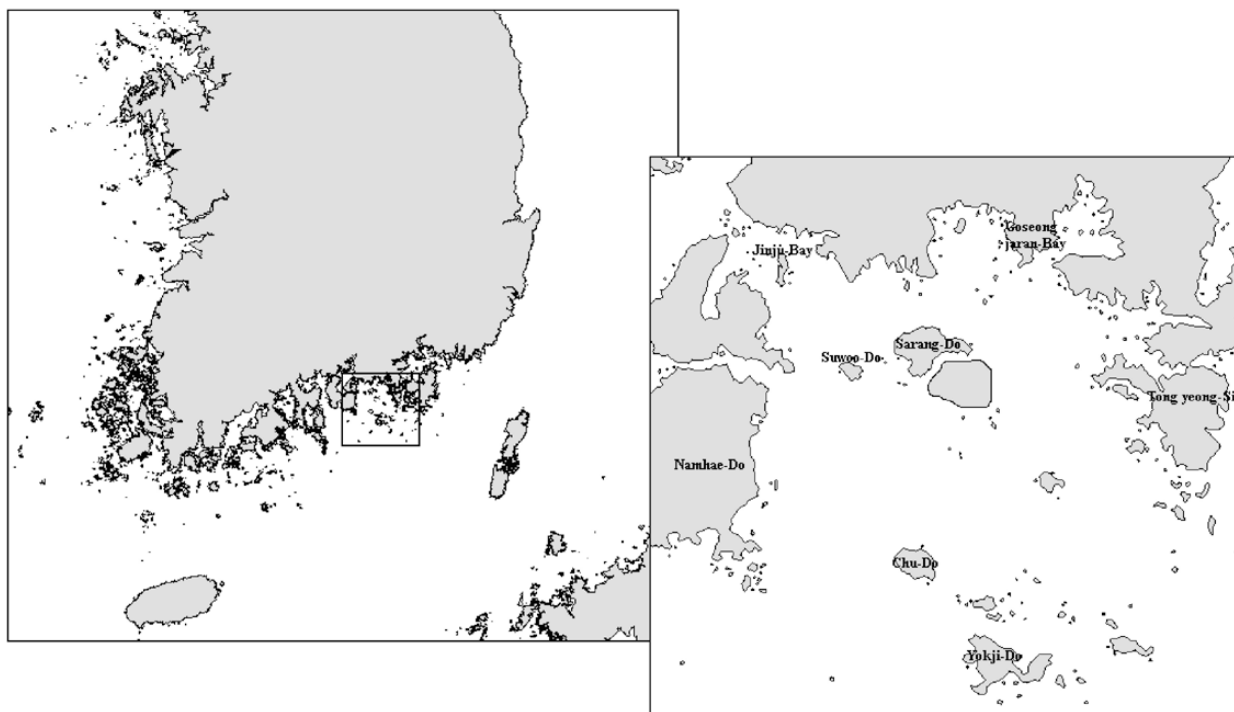 Goseong
jaran-Bay
Jinju-Bay
Sarang-Do
Suwoo-Do
Tong yeong-Si
Namhae-Do
Chu-Do
Yokji-Do